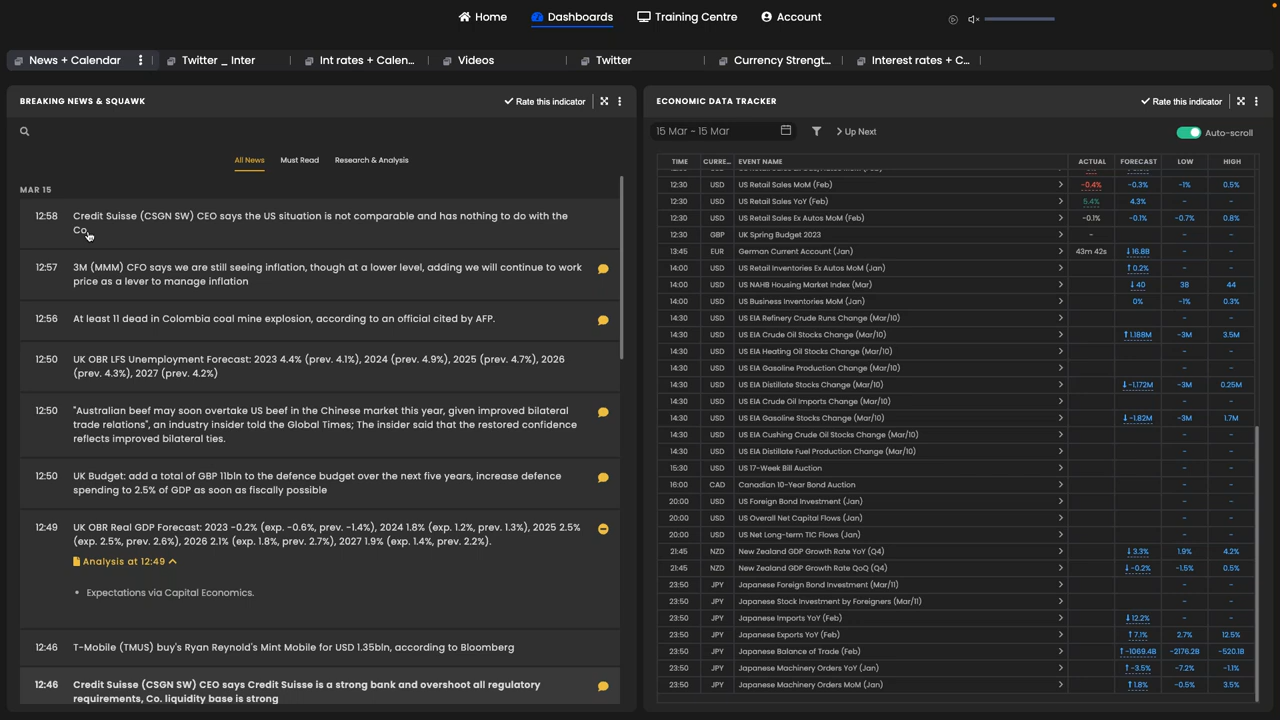 Home Dashboards Training Centre Account
News + Calendar Twitter _ Inter Int rates + Calen... Videos Twitter Currency Strengt... Interest rates + C...
BREAKING NEWS & SQUAWK Rate this indicator
All News Must Read Research & Analysis
MAR 15
12:58 Credit Suisse (CSGN SW) CEO says the US situation is not comparable and has nothing to do with the
Co.
12:57 3M (MMM) CFO says we are still seeing inflation, though at a lower level, adding we will continue to work
price as a lever to manage inflation
12:56 At least 11 dead in Colombia coal mine explosion, according to an official cited by AFP.
12:50 UK OBR LFS Unemployment Forecast: 2023 4.4% (prev. 4.1%), 2024 (prev. 4.9%), 2025 (prev. 4.7%), 2026
(prev. 4.3%), 2027 (prev. 4.2%)
12:50 "Australian beef may soon overtake US beef in the Chinese market this year, given improved bilateral
trade relations", an industry insider told the Global Times; The insider said that the restored confidence
reflects improved bilateral ties.
12:50 UK Budget: add a total of GBP 11bln to the defence budget over the next five years, increase defence
spending to 2.5% of GDP as soon as fiscally possible
12:49 UK OBR Real GDP Forecast: 2023 -0.2% (exp. -0.6%, prev. -1.4%), 2024 1.8% (exp. 1.2%, prev. 1.3%), 2025 2.5%
(exp. 2.5%, prev. 2.6%), 2026 2.1% (exp. 1.8%, prev. 2.7%), 2027 1.9% (exp. 1.4%, prev. 2.2%).
Analysis at 12:49
• Expectations via Capital Economics.
12:46 T-Mobile (TMUS) buy's Ryan Reynold's Mint Mobile for USD 1.35bln, according to Bloomberg
12:46 Credit Suisse (CSGN SW) CEO says Credit Suisse is a strong bank and overshoot all regulatory
requirements, Co. liquidity base is strong
ECONOMIC DATA TRACKER Rate this indicator
15 Mar - 15 Mar Up Next Auto-scroll
TIME CURRE... EVENT NAME ACTUAL FORECAST LOW HIGH
12:30 USD US Retail Sales MoM (Feb) -0.4% -0.3% -1% 0.5%
12:30 USD US Retail Sales YoY (Feb) 5.4% 4.3% - -
12:30 USD US Retail Sales Ex Autos MoM (Feb) -0.1% -0.1% -0.7% 0.8%
12:30 GBP UK Spring Budget 2023 - - -
13:45 EUR German Current Account (Jan) 43m 42s ↓16.8B - -
14:00 USD US Retail Inventories Ex Autos MoM (Jan) ↑0.2% - -
14:00 USD US NAHB Housing Market Index (Mar) ↓40 38 44
14:00 USD US Business Inventories MoM (Jan) 0% -1% 0.3%
14:30 USD US EIA Refinery Crude Runs Change (Mar/10) - -
14:30 USD US EIA Crude Oil Stocks Change (Mar/10) ↑1.188M -3M 3.5M
14:30 USD US EIA Heating Oil Stocks Change (Mar/10) - -
14:30 USD US EIA Gasoline Production Change (Mar/10) - -
14:30 USD US EIA Distillate Stocks Change (Mar/10) ↓-1.172M -3M 0.25M
14:30 USD US EIA Crude Oil Imports Change (Mar/10) - -
14:30 USD US EIA Gasoline Stocks Change (Mar/10) ↓-1.82M -3M 1.7M
14:30 USD US EIA Cushing Crude Oil Stocks Change (Mar/10) - -
14:30 USD US EIA Distillate Fuel Production Change (Mar/10) - -
15:30 USD US 17-Week Bill Auction - -
16:00 CAD Canadian 10-Year Bond Auction - -
20:00 USD US Foreign Bond Investment (Jan) - -
20:00 USD US Overall Net Capital Flows (Jan) - -
20:00 USD US Net Long-term TIC Flows (Jan) - -
21:45 NZD New Zealand GDP Growth Rate YoY (Q4) ↓3.3% 1.9% 4.2%
21:45 NZD New Zealand GDP Growth Rate QoQ (Q4) ↓-0.2% -1.5% 0.5%
23:50 JPY Japanese Foreign Bond Investment (Mar/11) - -
23:50 JPY Japanese Stock Investment by Foreigners (Mar/11) - -
23:50 JPY Japanese Imports YoY (Feb) ↓12.2% - -
23:50 JPY Japanese Exports YoY (Feb) ↑7.1% 2.7% 12.5%
23:50 JPY Japanese Balance of Trade (Feb) ↑-1069.4B -2176.2B -520.1B
23:50 JPY Japanese Machinery Orders YoY (Jan) ↑-3.5% -7.2% -1.1%
23:50 JPY Japanese Machinery Orders MoM (Jan) ↑1.8% -0.5% 3.5%